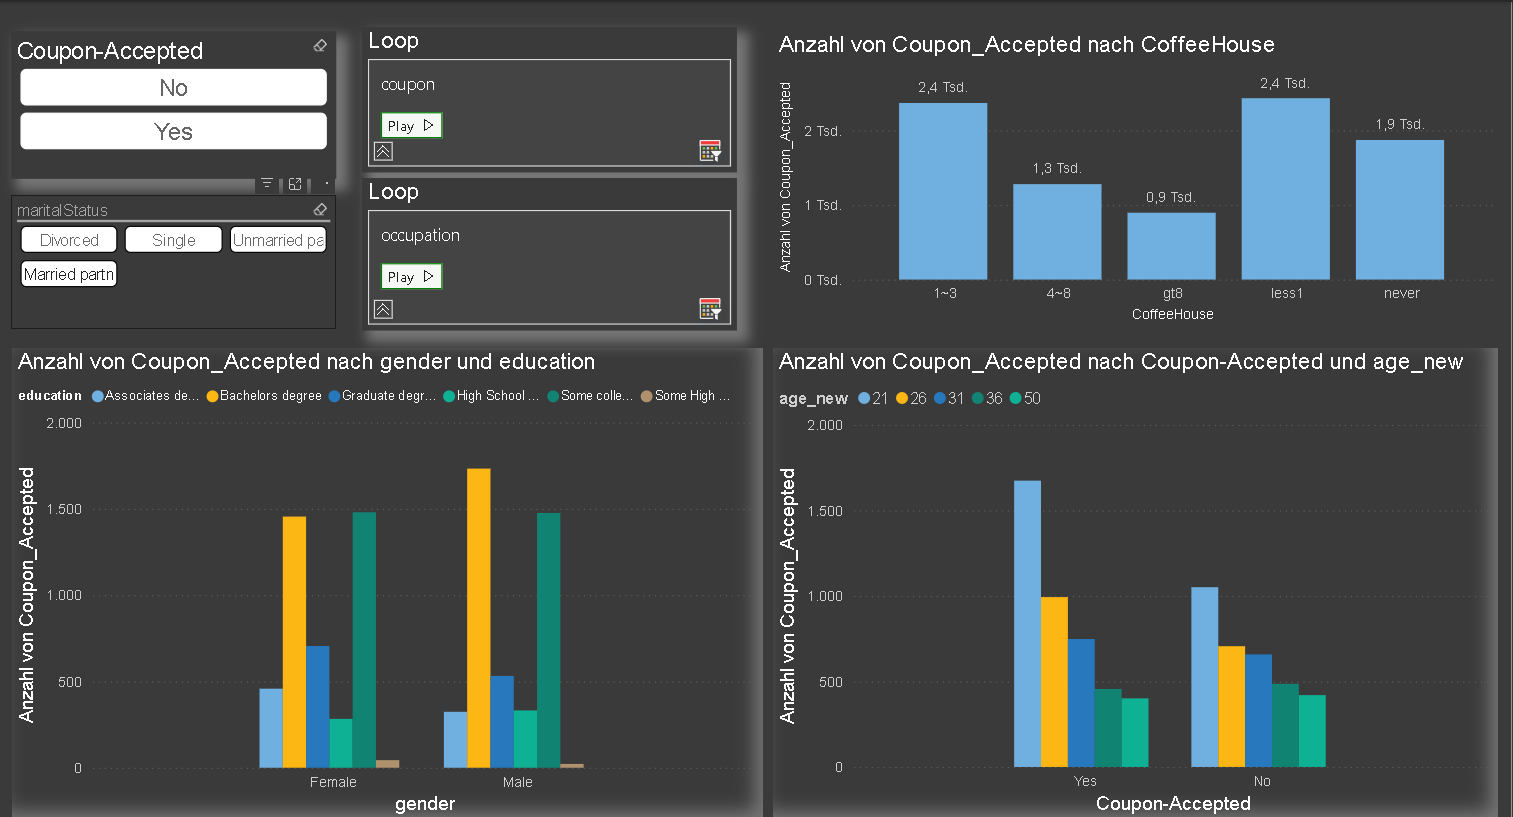 Coupon-Accepted
No
Yes
maritalStatus
Divorced
Single
Unmarried pa
Married partn
Loop
coupon
Play
Loop
occupation
Play
Anzahl von Coupon_Accepted nach CoffeeHouse
Anzahl von Coupon_Accepted
2 Tsd.
1 Tsd.
0 Tsd.
2,4 Tsd.
1,3 Tsd.
0,9 Tsd.
2,4 Tsd.
1,9 Tsd.
1~3
4~8
gt8
less1
never
CoffeeHouse
Anzahl von Coupon_Accepted nach gender und education
education Associates de... Bachelors degree Graduate degr... High School ... Some colle... Some High ...
Anzahl von Coupon_Accepted
2.000
1.500
1.000
500
0
Female
Male
gender
Anzahl von Coupon_Accepted nach Coupon-Accepted und age_new
age_new 21 26 31 36 50
Anzahl von Coupon_Accepted
2.000
1.500
1.000
500
0
Yes
No
Coupon-Accepted